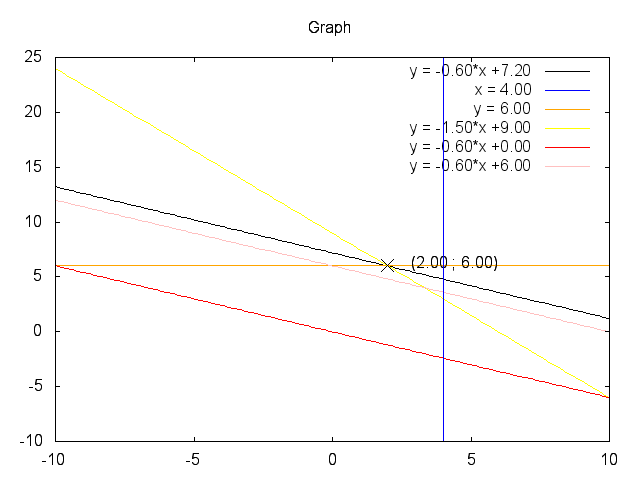 Graph
25
y = -0.60*x +7.20
x = 4.00
20
y = 6.00
y = -1.50*x +9.00
y = -0.60*x +0.00
15
y = -0.60*x +6.00
10
(2.00 ; 6.00)
5
0
-5
-10
-10 -5 0 5 10